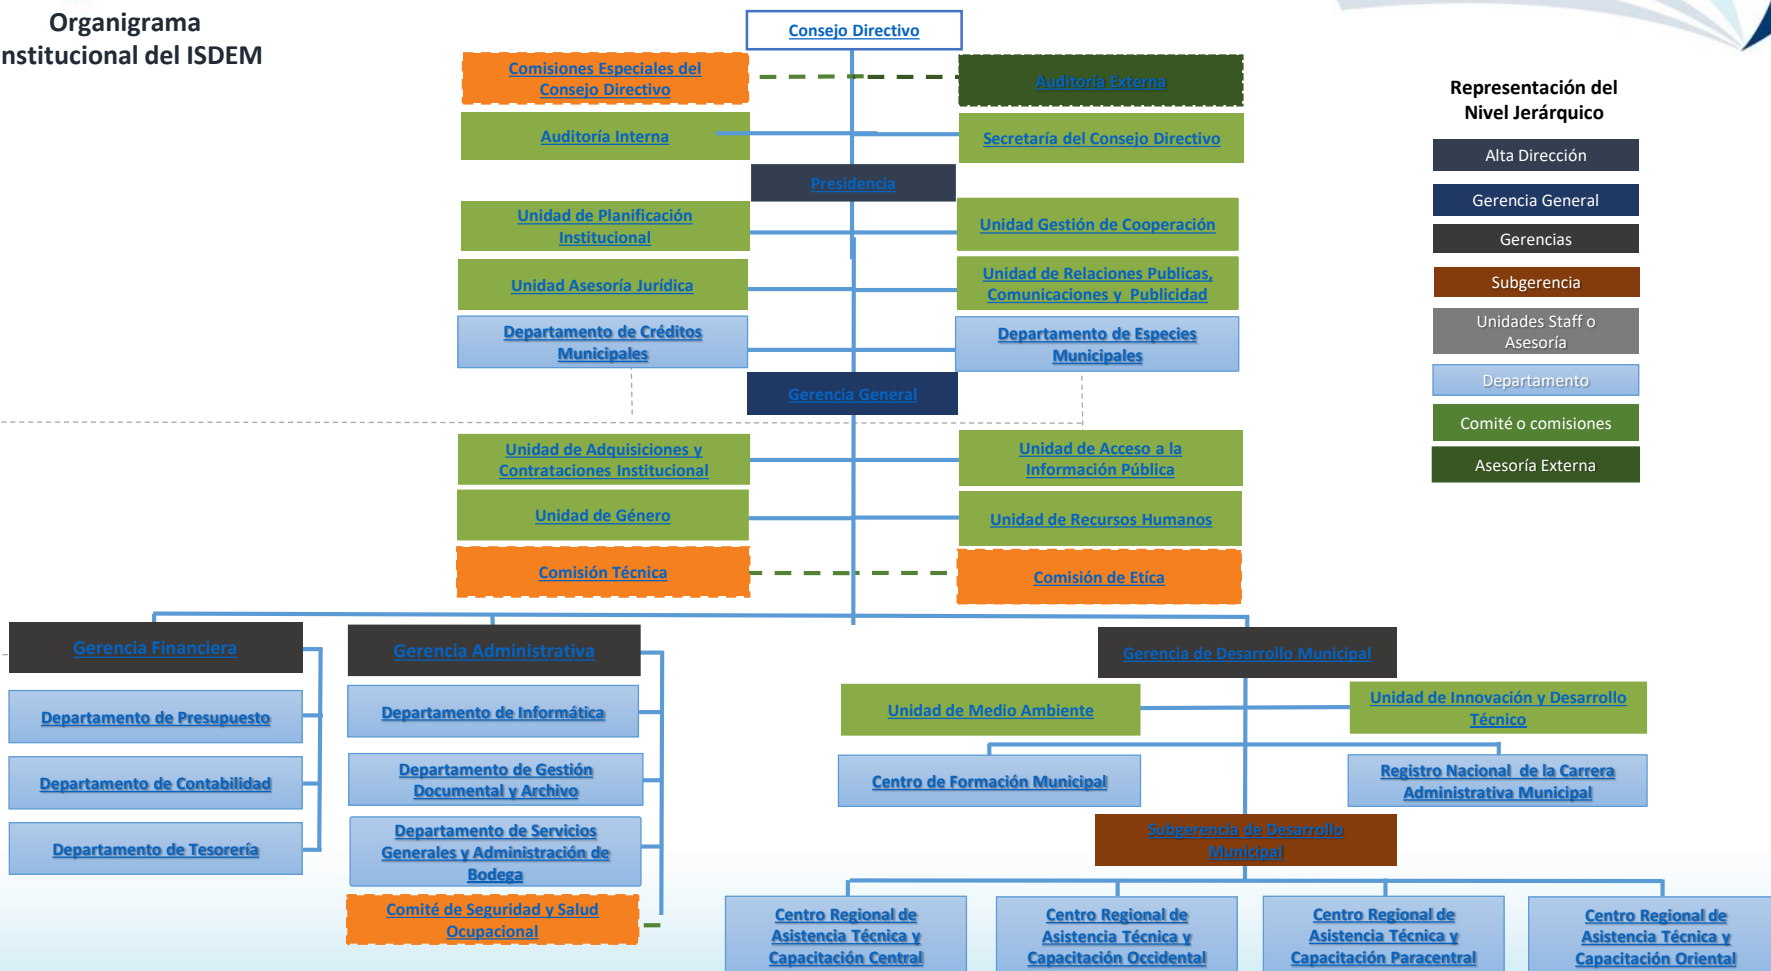 Organigrama
nstitucional del ISDEM
Consejo Directivo
Comisiones Especiales del
Consejo Directivo
Auditoría Externa
Auditoría Interna
Secretaría del Consejo Directivo
Presidencia
Unidad de Planificación
Institucional
Unidad Gestión de Cooperación
Unidad Asesoría Jurídica
Unidad de Relaciones Publicas,
Comunicaciones y Publicidad
Departamento de Créditos
Municipales
Departamento de Especies
Municipales
Gerencia General
Unidad de Adquisiciones y
Contrataciones Institucional
Unidad de Acceso a la
Información Pública
Unidad de Género
Unidad de Recursos Humanos
Comisión Técnica
Comisión de Etíca
Gerencia Financiera
Gerencia Administrativa
Gerencia de Desarrollo Municipal
Departamento de Presupuesto
Departamento de Contabilidad
Departamento de Tesorería
Departamento de Informática
Departamento de Gestión
Documental y Archivo
Departamento de Servicios
Generales y Administración de
Bodega
Comité de Seguridad y Salud
Ocupacional
Unidad de Medio Ambiente
Unidad de Innovación y Desarrollo
Técnico
Centro de Formación Municipal
Registro Nacional de la Carrera
Administrativa Municipal
Subgerencia de Desarrollo
Municipal
Centro Regional de
Asistencia Técnica y
Capacitación Central
Centro Regional de
Asistencia Técnica y
Capacitación Occidental
Centro Regional de
Asistencia Técnica y
Capacitación Paracentral
Centro Regional de
Asistencia Técnica y
Capacitación Oriental
Representación del
Nivel Jerárquico
Alta Dirección
Gerencia General
Gerencias
Subgerencia
Unidades Staff o
Asesoría
Departamento
Comité o comisiones
Asesoría Externa